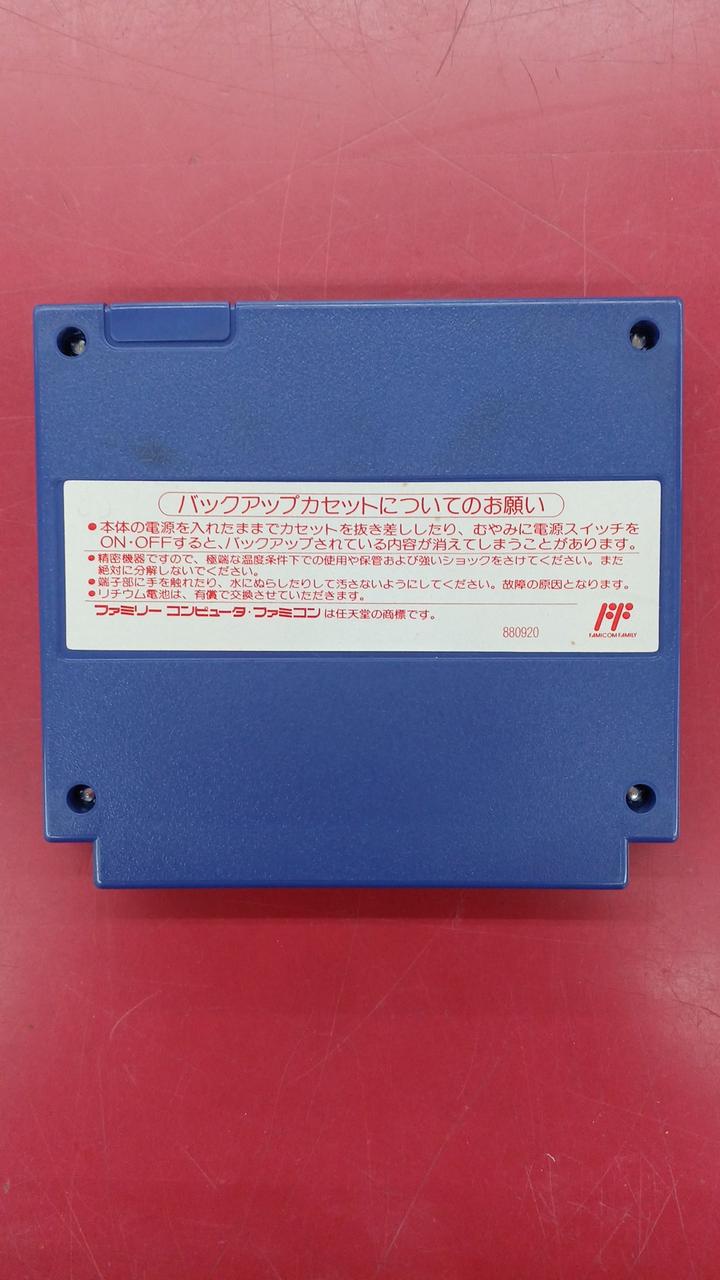 バックアップカセットについてのお願い
●本体の電源を入れたままでカセットを抜き差ししたり、むやみに電源スイッチを
ON・OFFすると、バックアップされている内容が消えてしまうことがあります。
●精密機器ですので、極端な温度条件下での使用や保管および強いショックをさけてください。また
絶対に分解しないでください。
●端子部に手を触れたり、水にぬらしたりして汚さないようにしてください。故障の原因となります。
●リチウム電池は、有償で交換させていただきます。
ファミリー コンピュータ・ファミコンは任天堂の商標です。
880920
FAMICOM FAMILY